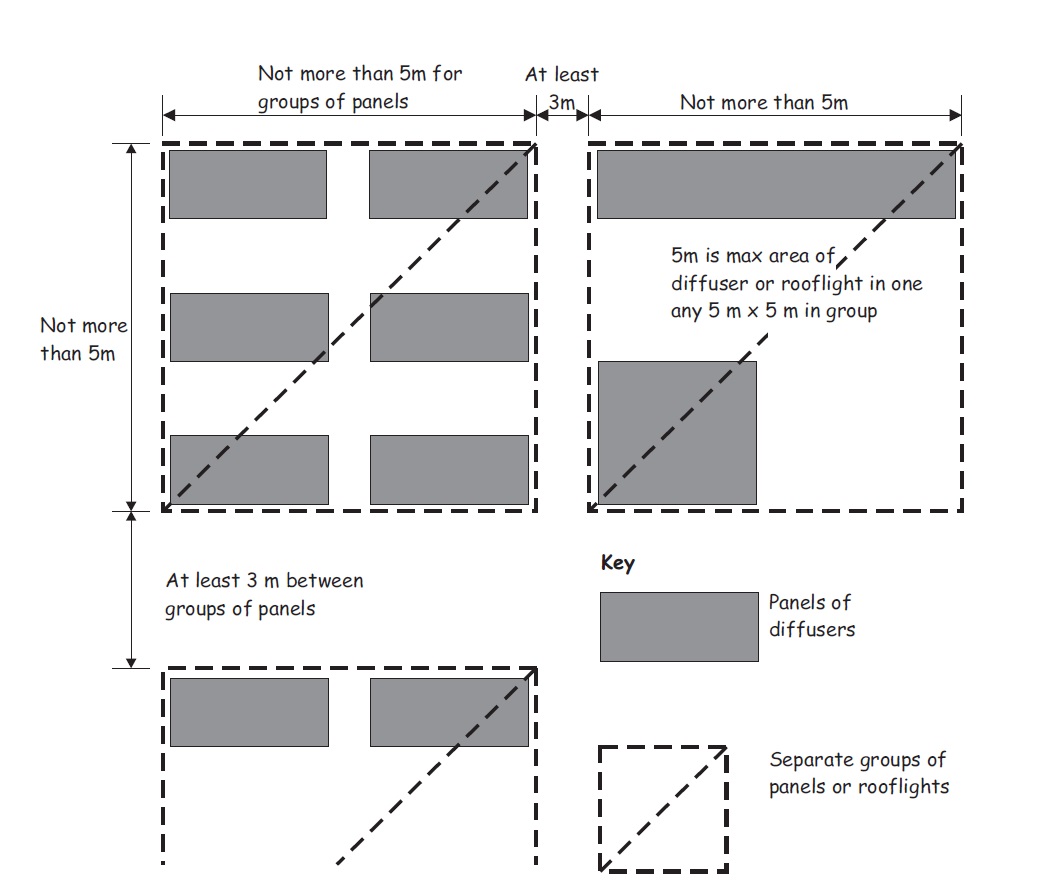 Not more than 5m for
groups of panels
At least
3m
Not more than 5m
Not more
than 5m
5m is max area of
diffuser or rooflight in one
any 5 m x 5 m in group
At least 3 m between
groups of panels
Key
Panels of
diffusers
Separate groups of
panels or rooflights